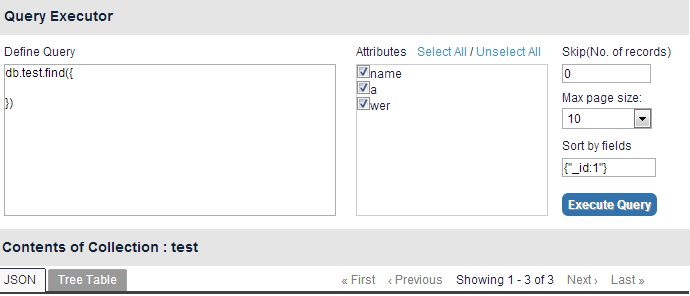 Query Executor
Define Query
db.test.find({
})
Attributes Select All / Unselect All
name
a
wer
Skip(No. of records)
0
Max page size:
10
Sort by fields
{"_id:1"}
Execute Query
Contents of Collection : test
JSON Tree Table « First ‹ Previous Showing 1 - 3 of 3 Next › Last »